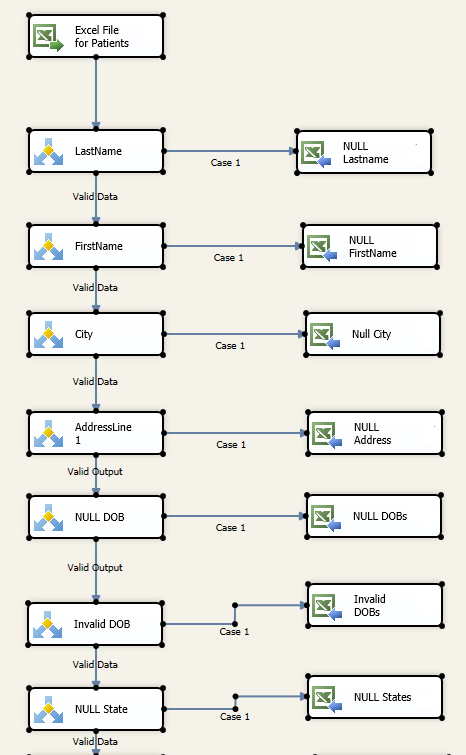 Excel File
for Patients
LastName
Case 1
NULL
Lastname
Valid Data
FirstName
Case 1
NULL
FirstName
Valid Data
City
Case 1
Null City
Valid Data
AddressLine
1
Case 1
NULL
Address
Valid Output
NULL DOB
Case 1
NULL DOBs
Valid Output
Invalid DOB
Case 1
Invalid
DOBs
Valid Data
NULL State
Case 1
NULL States
Valid Data